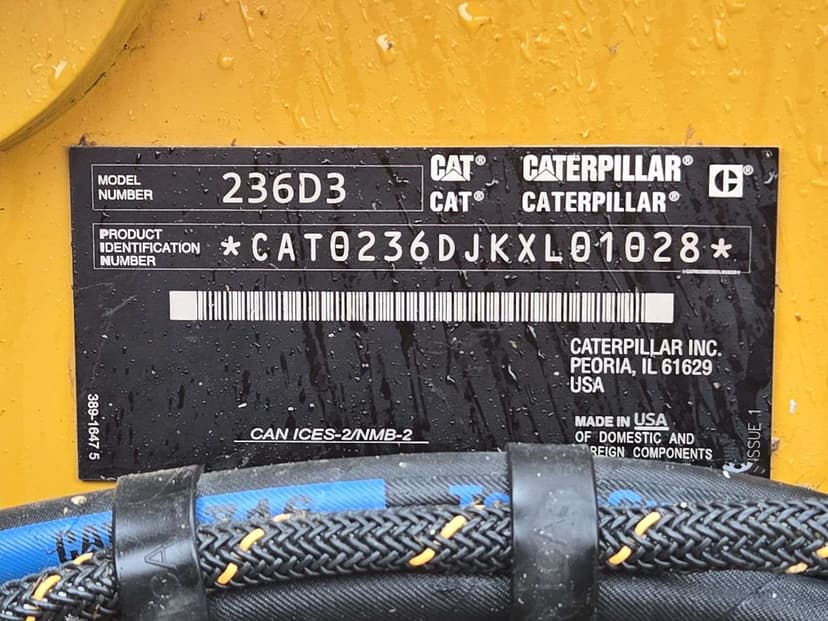 MODEL
NUMBER
236D3
CAT® CATERPILLAR®
CAT® CATERPILLAR®
PRODUCT
IDENTIFICATION
NUMBER
*CAT0236DJKXL01028*
CATERPILLAR INC.
PEORIA, IL 61629
USA
389-1647 5
CAN ICES-2/NMB-2
MADE IN USA
OF DOMESTIC AND
COMPONENTS
ISSUE 1